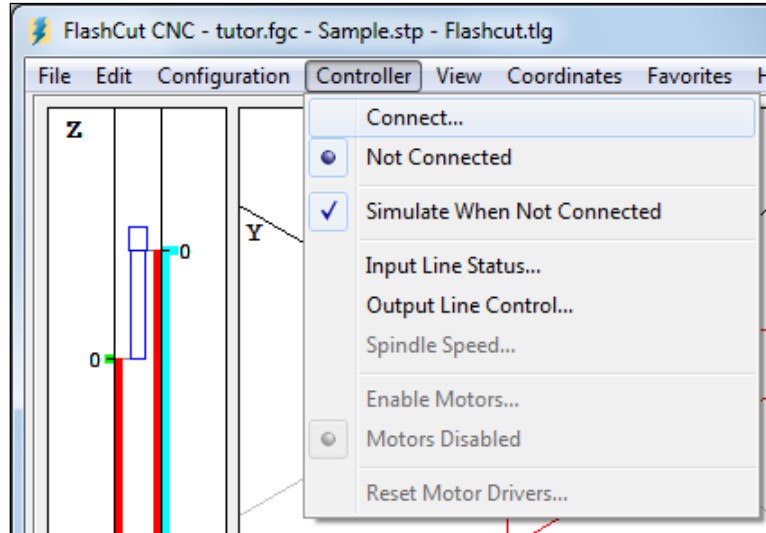 FlashCut CNC - tutor.fgc - Sample.stp - Flashcut.tlg
File Edit Configuration Controller View Coordinates Favorites
Z
Y
0
0
Connect...
Not Connected
Simulate When Not Connected
Input Line Status...
Output Line Control...
Spindle Speed...
Enable Motors...
Motors Disabled
Reset Motor Drivers...